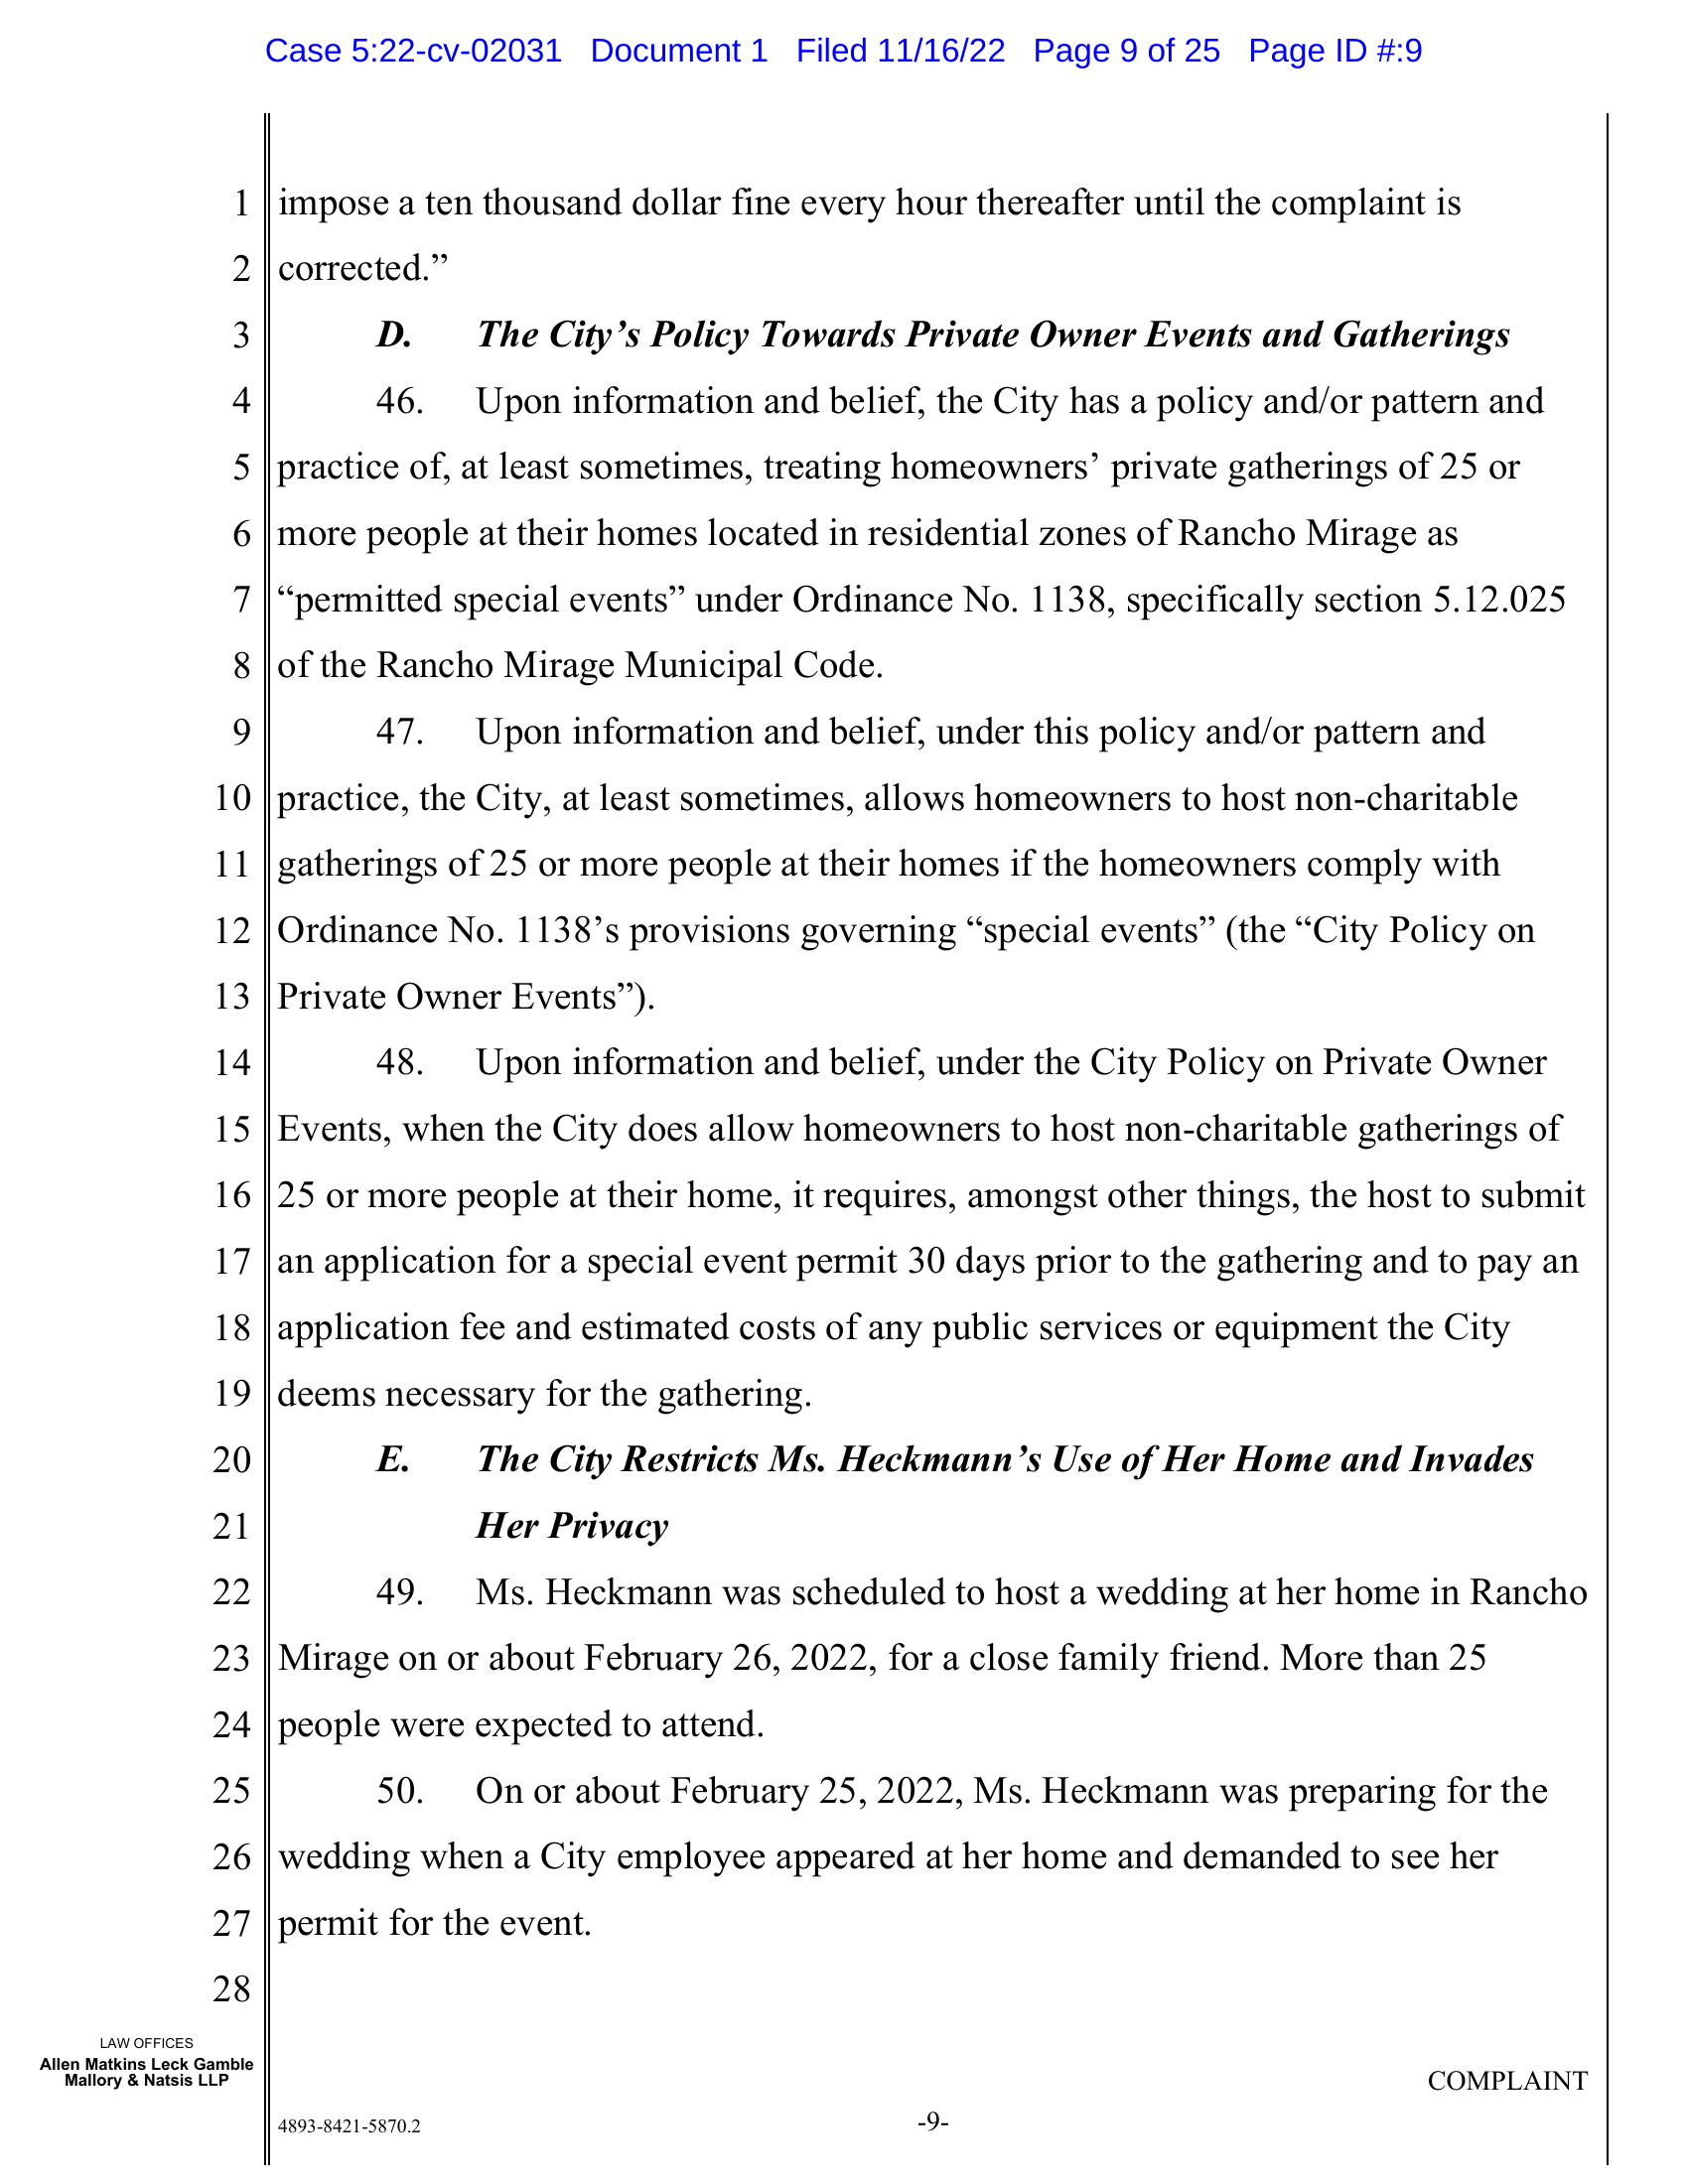 Case 5:22-cv-02031 Document 1 Filed 11/16/22 Page 9 of 25 Page ID #:9
1 impose a ten thousand dollar fine every hour thereafter until the complaint is
2 corrected.”
3 D. The City’s Policy Towards Private Owner Events and Gatherings
4 46. Upon information and belief, the City has a policy and/or pattern and
5 practice of, at least sometimes, treating homeowners’ private gatherings of 25 or
6 more people at their homes located in residential zones of Rancho Mirage as
7 “permitted special events” under Ordinance No. 1138, specifically section 5.12.025
8 of the Rancho Mirage Municipal Code.
9 47. Upon information and belief, under this policy and/or pattern and
10 practice, the City, at least sometimes, allows homeowners to host non-charitable
11 gatherings of 25 or more people at their homes if the homeowners comply with
12 Ordinance No. 1138’s provisions governing “special events” (the “City Policy on
13 Private Owner Events”).
14 48. Upon information and belief, under the City Policy on Private Owner
15 Events, when the City does allow homeowners to host non-charitable gatherings of
16 25 or more people at their home, it requires, amongst other things, the host to submit
17 an application for a special event permit 30 days prior to the gathering and to pay an
18 application fee and estimated costs of any public services or equipment the City
19 deems necessary for the gathering.
20 E. The City Restricts Ms. Heckmann’s Use of Her Home and Invades
21 Her Privacy
22 49. Ms. Heckmann was scheduled to host a wedding at her home in Rancho
23 Mirage on or about February 26, 2022, for a close family friend. More than 25
24 people were expected to attend.
25 50. On or about February 25, 2022, Ms. Heckmann was preparing for the
26 wedding when a City employee appeared at her home and demanded to see her
27 permit for the event.
28
LAW OFFICES
Allen Matkins Leck Gamble
Mallory & Natsis LLP
COMPLAINT
4893-8421-5870.2 -9-